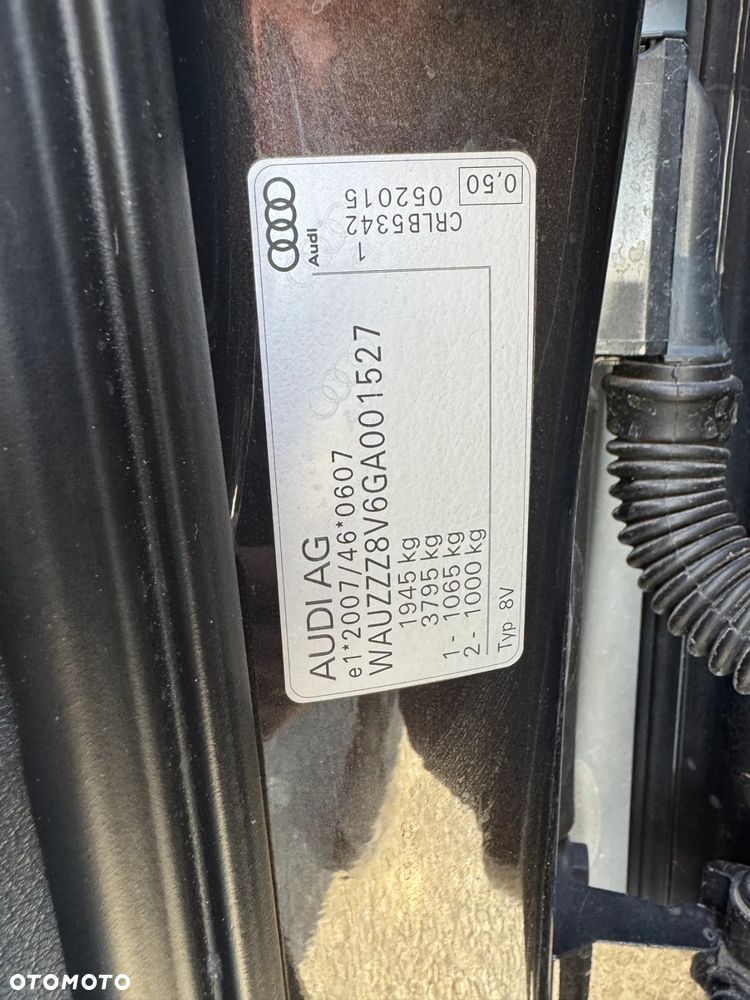 Audi
1
CRLB5342
052015
0,50
AUDI AG
e1*2007/46*0607
WAUZZZ8V6GA001527
1945 kg
3795 kg
1 - 1065 kg
2 - 1000 kg
Typ 8V
OTOMOTO